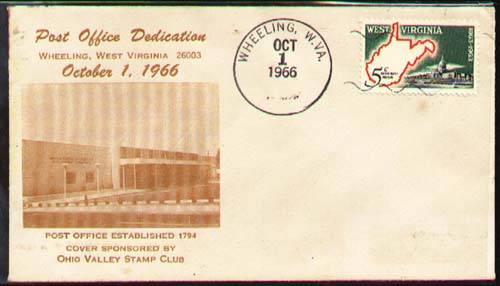 Post Office Dedication
WHEELING, WEST VIRGINIA 26003
October 1, 1966
POST OFFICE ESTABLISHED 1794
COVER SPONSORED BY
OHIO VALLEY STAMP CLUB
WHEELING, W.VA.
OCT
1
1966
WEST VIRGINIA
1863-1963
5c